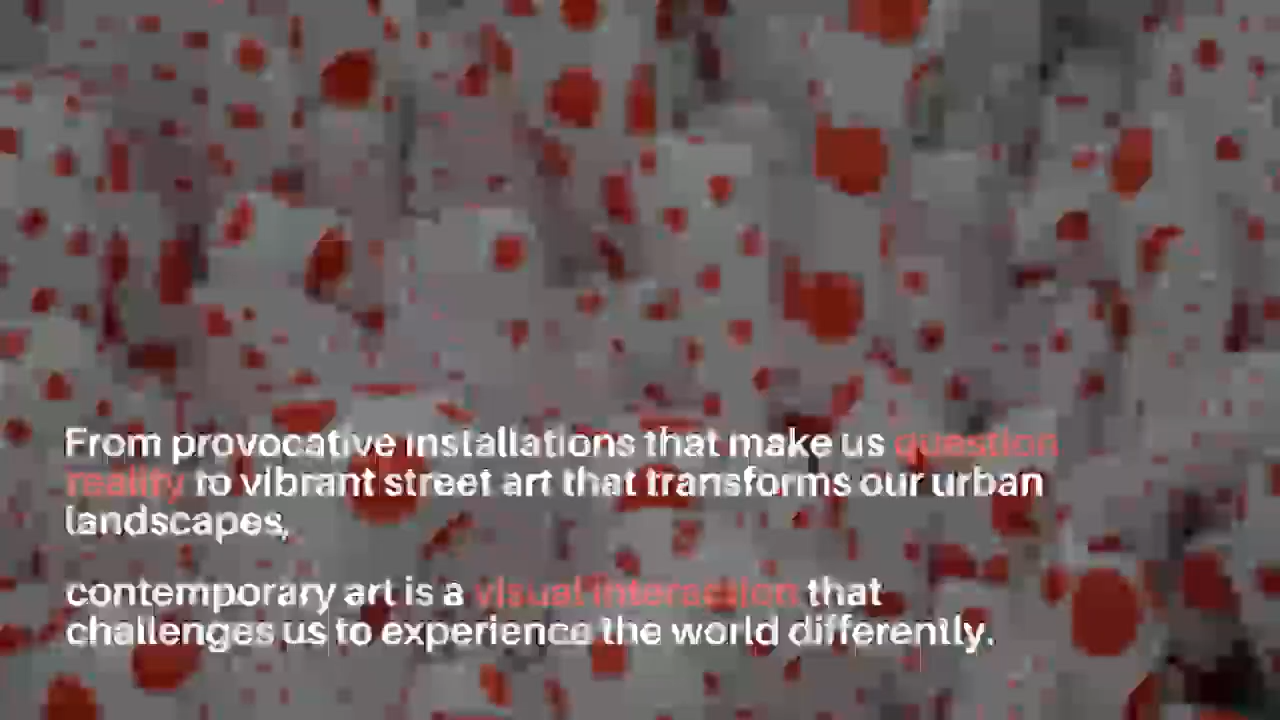 From provocative installations that make us question
reality to vibrant street art that transforms our urban
landscapes,
contemporary art is a visual interaction that
challenges us to experience the world differently.